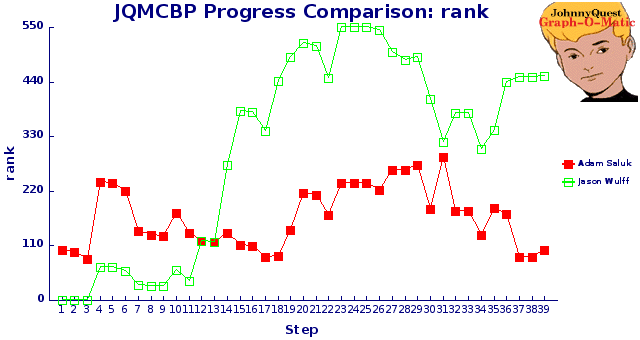 JQMCBP Progress Comparison: rank
JohnnyQuest
Graph-O-Matic
550
440
330
220
110
0
rank
1 2 3 4 5 6 7 8 9 10 11 12 13 14 15 16 17 18 19 20 21 22 23 24 25 26 27 28 29 30 31 32 33 34 35 36 37 38 39
Step
Adam Saluk
Jason Wulff